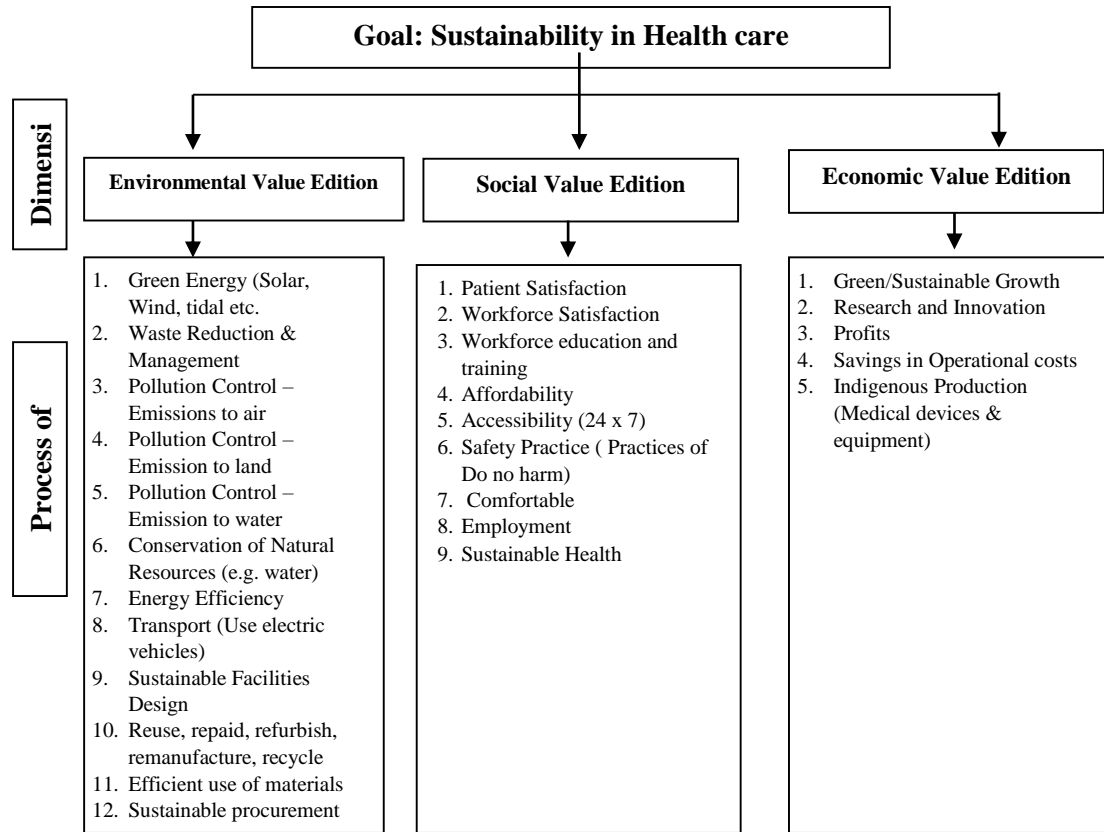 Goal: Sustainability in Health care
Dimensi
Environmental Value Edition
Social Value Edition
Economic Value Edition
Process of
1. Green Energy (Solar,
Wind, tidal etc.
2. Waste Reduction &
Management
3. Pollution Control –
Emissions to air
4. Pollution Control –
Emission to land
5. Pollution Control –
Emission to water
6. Conservation of Natural
Resources (e.g. water)
7. Energy Efficiency
8. Transport (Use electric
vehicles)
9. Sustainable Facilities
Design
10. Reuse, repaid, refurbish,
remanufacture, recycle
11. Efficient use of materials
12. Sustainable procurement
1. Patient Satisfaction
2. Workforce Satisfaction
3. Workforce education and
training
4. Affordability
5. Accessibility (24 x 7)
6. Safety Practice ( Practices of
Do no harm)
7. Comfortable
8. Employment
9. Sustainable Health
1. Green/Sustainable Growth
2. Research and Innovation
3. Profits
4. Savings in Operational costs
5. Indigenous Production
(Medical devices &
equipment)